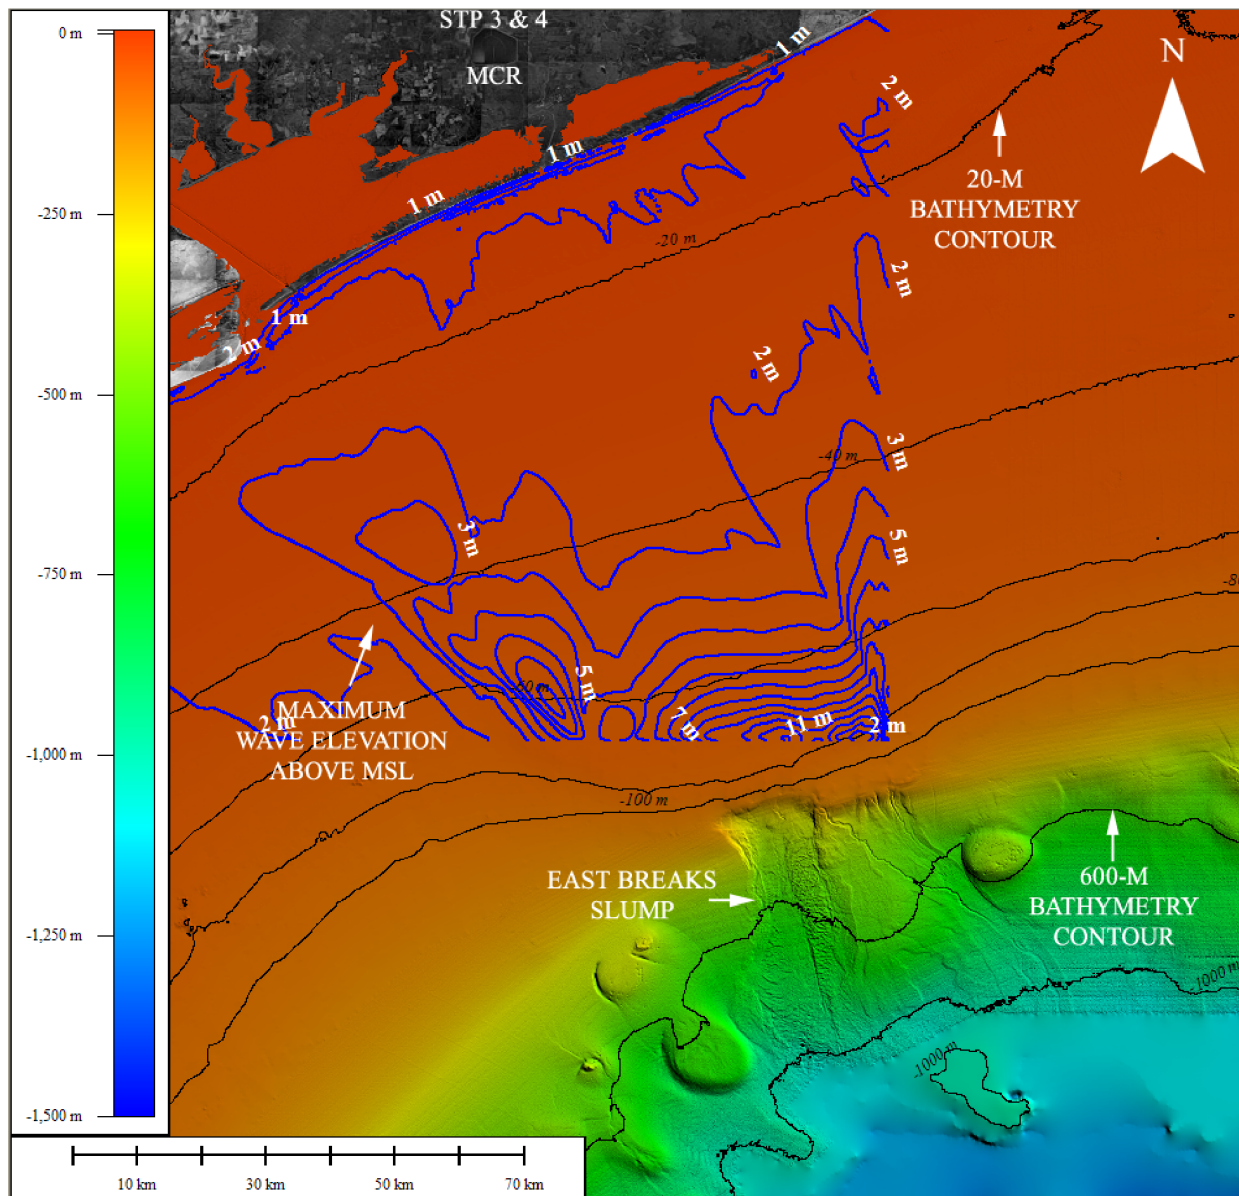 0 m
-250 m
-500 m
-750 m
-1,000 m
-1,250 m
-1,500 m
10 km
30 km
50 km
70 km
STP 3 & 4
MCR
N
1 m
2 m
1 m
1 m
20-M
BATHYMETRY
CONTOUR
-20 m
2 m
1 m
2 m
2 m
3 m
-40 m
3 m
5 m
-80
-60 m
5 m
2 m
7 m
11 m
2 m
MAXIMUM
WAVE ELEVATION
ABOVE MSL
-100 m
EAST BREAKS
SLUMP
600-M
BATHYMETRY
CONTOUR
-1000 m
-1000 m